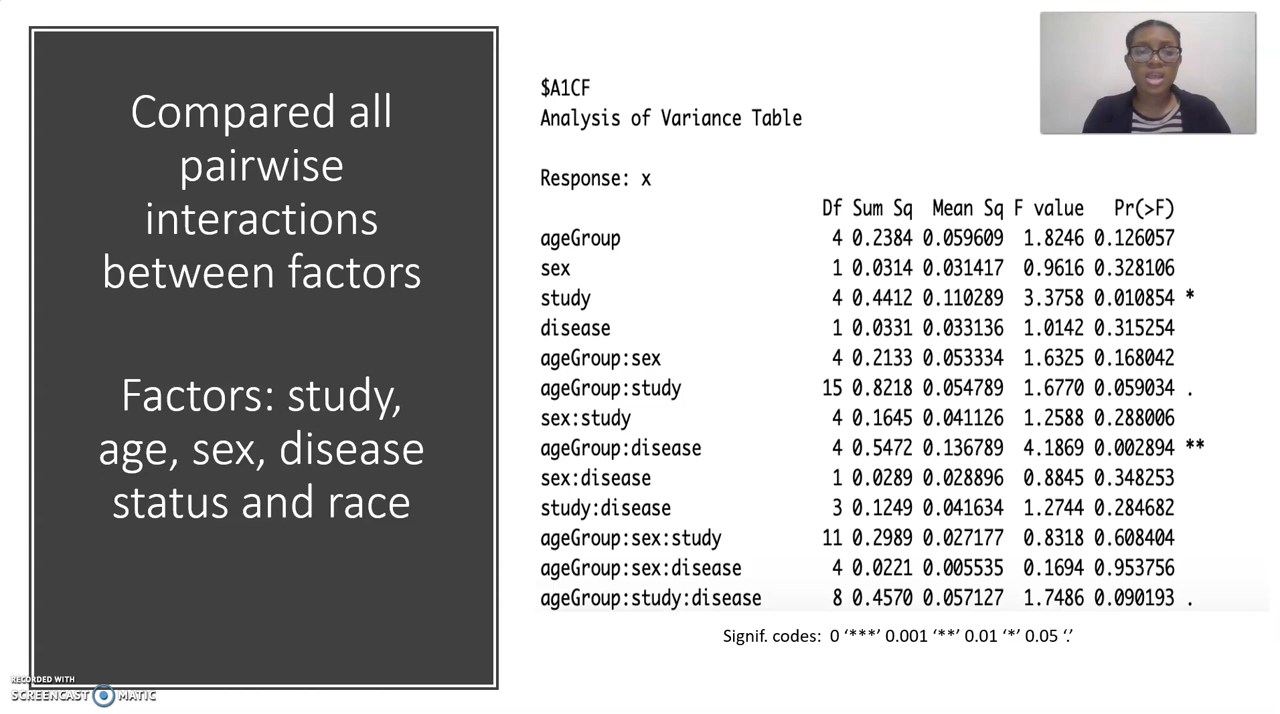 Compared all
pairwise
interactions
between factors
Factors: study,
age, sex, disease
status and race
$A1CF
Analysis of Variance Table
Response: x
Df Sum Sq Mean Sq F value Pr(>F)
ageGroup 4 0.2384 0.059609 1.8246 0.126057
sex 1 0.0314 0.031417 0.9616 0.328106
study 4 0.4412 0.110289 3.3758 0.010854 *
disease 1 0.0331 0.033136 1.0142 0.315254
ageGroup:sex 4 0.2133 0.053334 1.6325 0.168042
ageGroup:study 15 0.8218 0.054789 1.6770 0.059034 .
sex:study 4 0.1645 0.041126 1.2588 0.288006
ageGroup:disease 4 0.5472 0.136789 4.1869 0.002894 **
sex:disease 1 0.0289 0.028896 0.8845 0.348253
study:disease 3 0.1249 0.041634 1.2744 0.284682
ageGroup:sex:study 11 0.2989 0.027177 0.8318 0.608404
ageGroup:sex:disease 4 0.0221 0.005535 0.1694 0.953756
ageGroup:study:disease 8 0.4570 0.057127 1.7486 0.090193 .
Signif. codes: 0 ‘***’ 0.001 ‘**’ 0.01 ‘*’ 0.05 ‘.’
RECORDED WITH
SCREENCAST MATIC